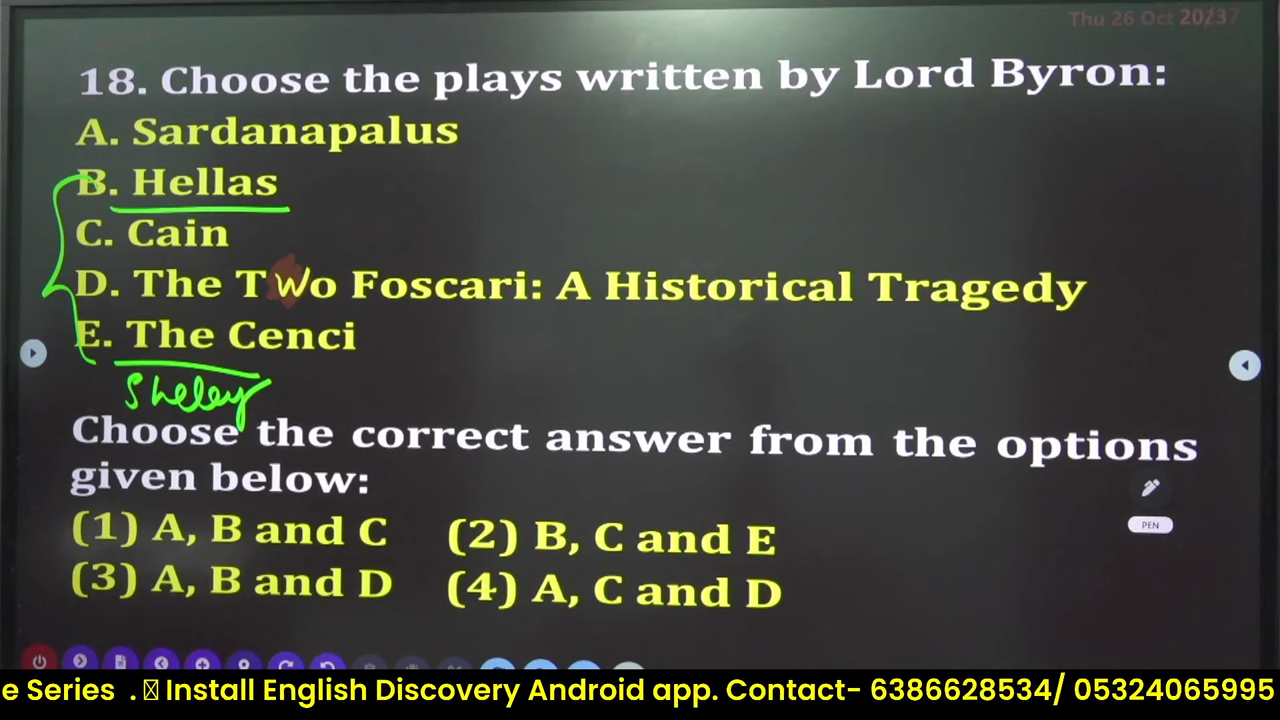 Thu 26 Oct 20/37
18. Choose the plays written by Lord Byron:
A. Sardanapalus
B. Hellas
C. Cain
D. The Two Foscari: A Historical Tragedy
E. The Cenci
Sheley
Choose the correct answer from the options
given below:
(1) A, B and C (2) B, C and E
(3) A, B and D (4) A, C and D
PEN
e Series . Install English Discovery Android app. Contact- 6386628534/ 05324065995